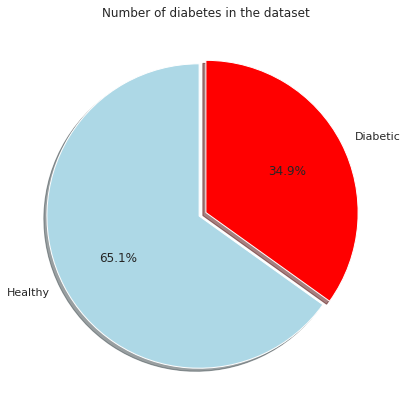 Number of diabetes in the dataset
Diabetic
34.9%
65.1%
Healthy